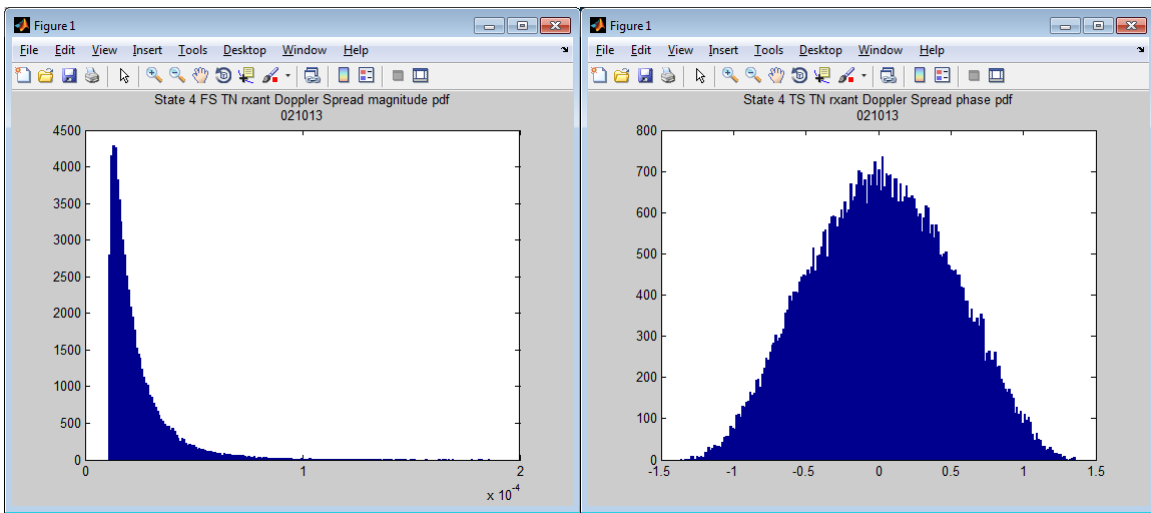 Figure 1
File Edit View Insert Tools Desktop Window Help
State 4 FS TN rxant Doppler Spread magnitude pdf
021013
4500
4000
3500
3000
2500
2000
1500
1000
500
0
0 1 2
x 10^-4
Figure 1
File Edit View Insert Tools Desktop Window Help
State 4 TS TN rxant Doppler Spread phase pdf
021013
800
700
600
500
400
300
200
100
0
-1.5 -1 -0.5 0 0.5 1 1.5